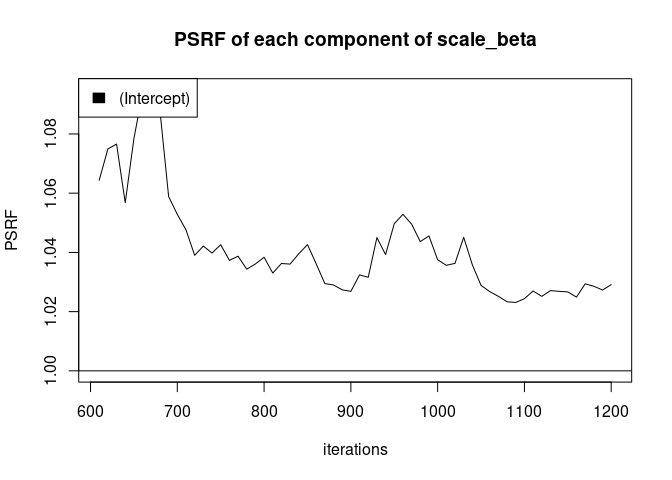 PSRF of each component of scale_beta
(Intercept)
PSRF
1.08
1.06
1.04
1.02
1.00
600 700 800 900 1000 1100 1200
iterations